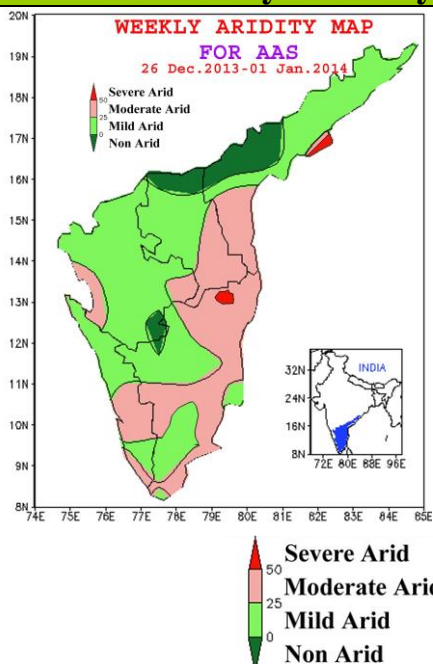 WEEKLY ARIDITY MAP
FOR AAS
26 Dec.2013-01 Jan.2014
Severe Arid
50
Moderate Arid
25
Mild Arid
0
Non Arid
20N
19N
18N
17N
16N
15N
14N
13N
12N
11N
10N
9N
8N
74E 75E 76E 77E 78E 79E 80E 81E 82E 83E 84E 85E
INDIA
32N
24N
16N
8N
72E 80E 88E 96E
Severe Arid
50
Moderate Arid
25
Mild Arid
0
Non Arid